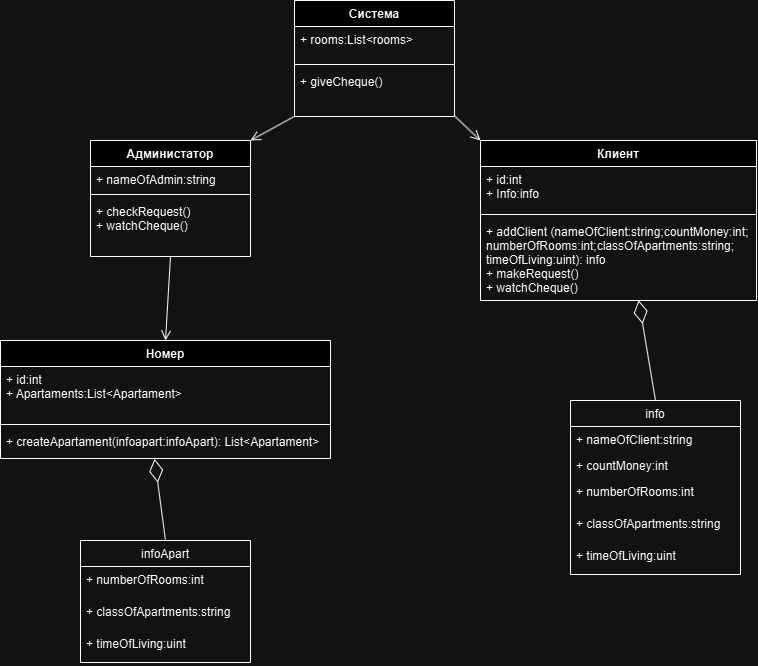 Система
+ rooms:List<rooms>
+ giveCheque()
Администатор
+ nameOfAdmin:string
+ checkRequest()
+ watchCheque()
Клиент
+ id:int
+ Info:info
+ addClient (nameOfClient:string;countMoney:int;
numberOfRooms:int;classOfApartments:string;
timeOfLiving:uint): info
+ makeRequest()
+ watchCheque()
Номер
+ id:int
+ Apartaments:List<Apartament>
+ createApartament(infoapart:infoApart): List<Apartament>
info
+ nameOfClient:string
+ countMoney:int
+ numberOfRooms:int
+ classOfApartments:string
+ timeOfLiving:uint
infoApart
+ numberOfRooms:int
+ classOfApartments:string
+ timeOfLiving:uint